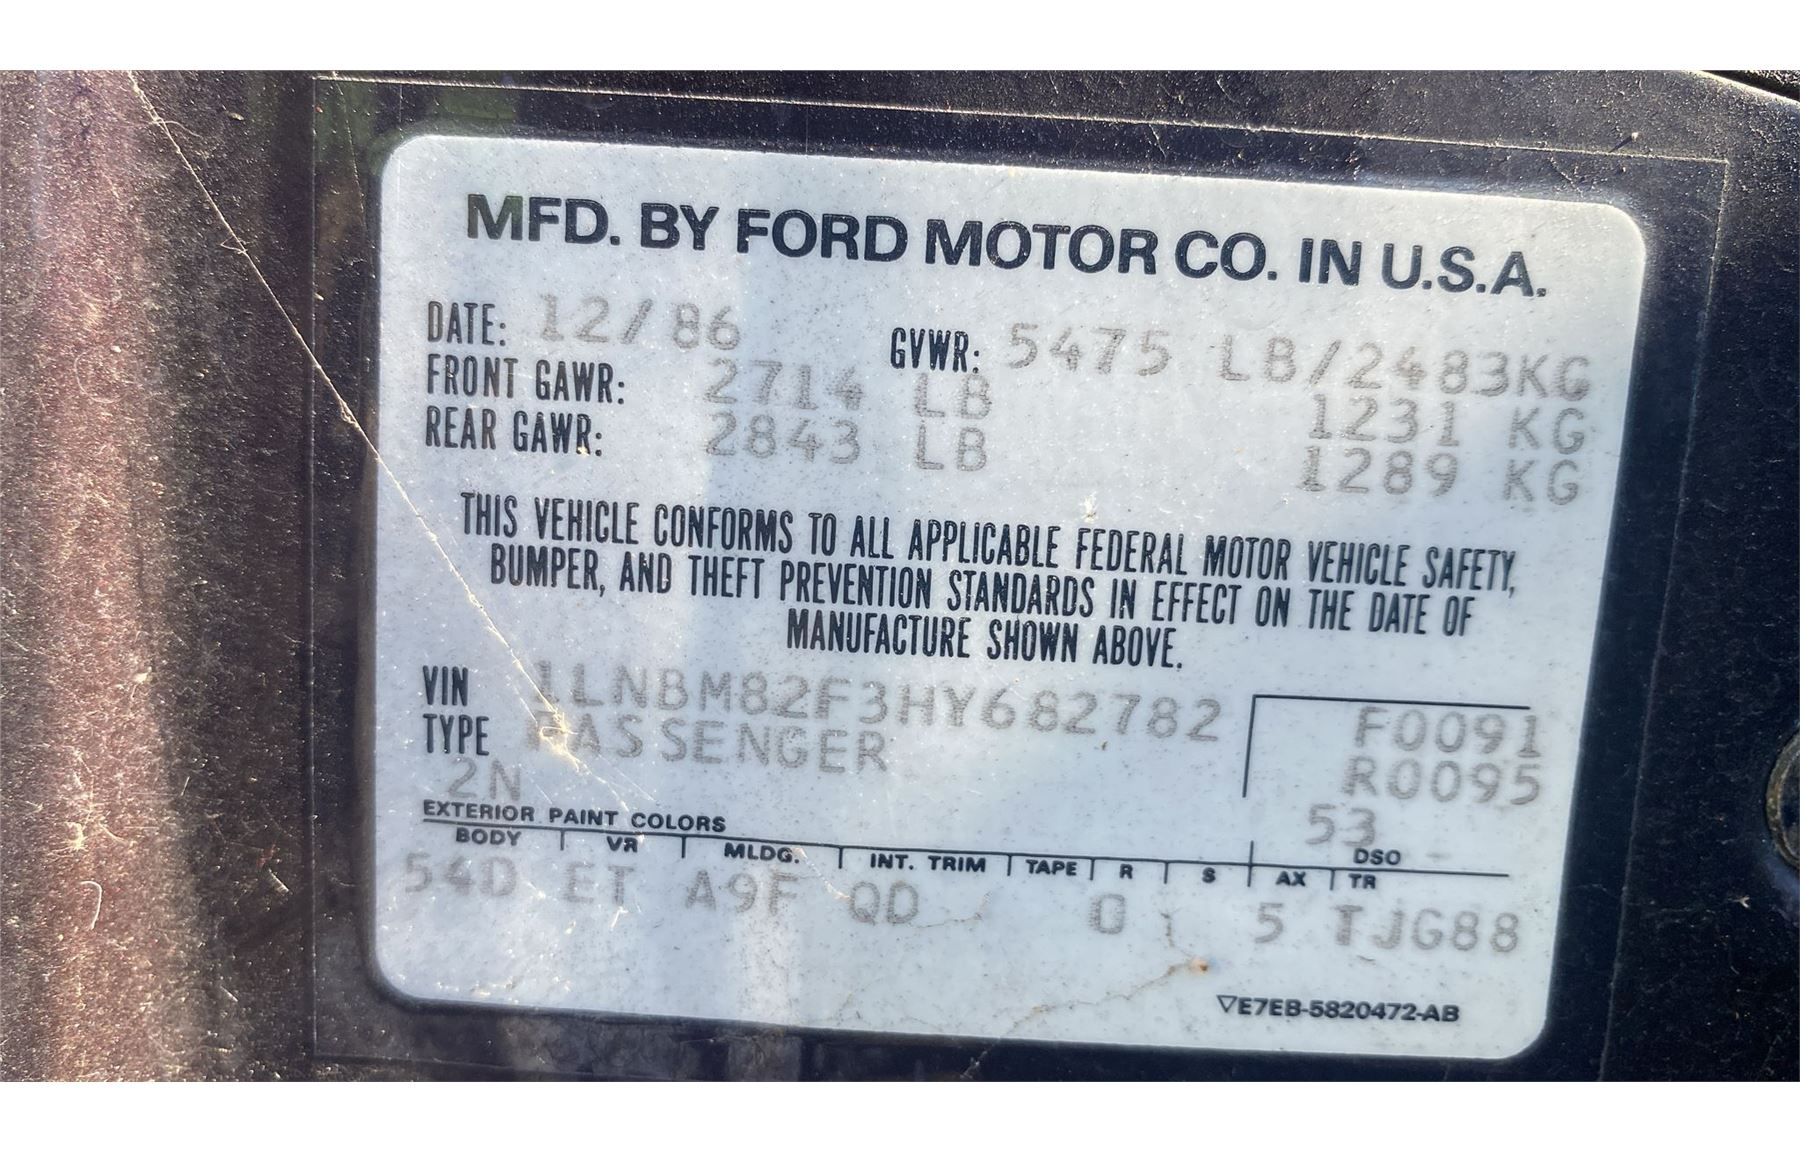 MFD. BY FORD MOTOR CO. IN U.S.A.
DATE: 12/86 GVWR: 5475 LB/2483KG
FRONT GAWR: 2714 LB 1231 KG
REAR GAWR: 2843 LB 1289 KG
THIS VEHICLE CONFORMS TO ALL APPLICABLE FEDERAL MOTOR VEHICLE SAFETY,
BUMPER, AND THEFT PREVENTION STANDARDS IN EFFECT ON THE DATE OF
MANUFACTURE SHOWN ABOVE.
VIN 1LNBM82F3HY682782 F0091
TYPE PASSENGER R0095
2N 53
EXTERIOR PAINT COLORS DSO
BODY VR MLDG. INT. TRIM TAPE R S AX TR
54D ET A9F QD 0 5 TJG88
▽E7EB-5820472-AB